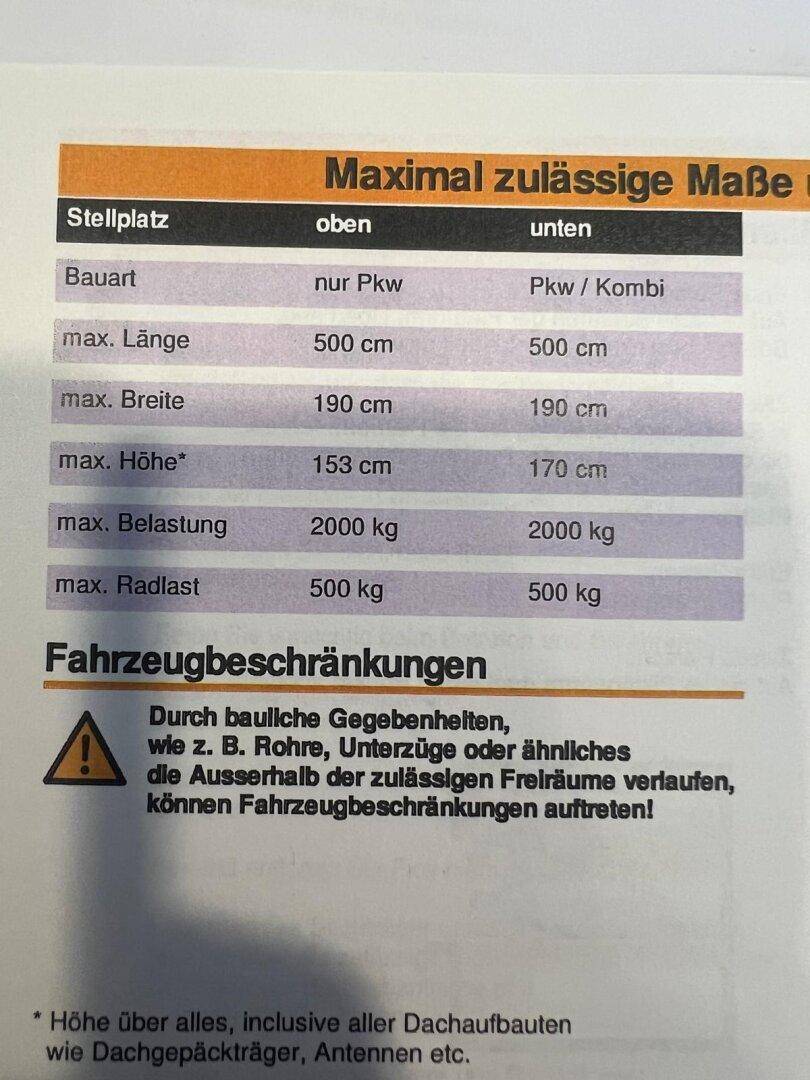 Maximal zulässige Maße
Stellplatz oben unten
Bauart nur Pkw Pkw / Kombi
max. Länge 500 cm 500 cm
max. Breite 190 cm 190 cm
max. Höhe* 153 cm 170 cm
max. Belastung 2000 kg 2000 kg
max. Radlast 500 kg 500 kg
Fahrzeugbeschränkungen
Durch bauliche Gegebenheiten,
wie z. B. Rohre, Unterzüge oder ähnliches
die Ausserhalb der zulässigen Freiräume verlaufen,
können Fahrzeugbeschränkungen auftreten!
* Höhe über alles, inclusive aller Dachaufbauten
wie Dachgepäckträger, Antennen etc.